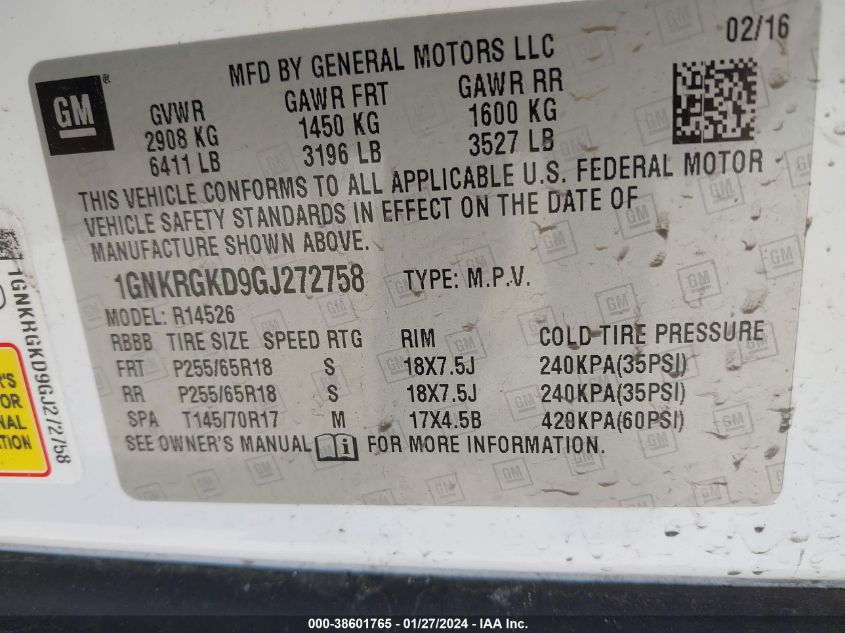 02/16
MFD BY GENERAL MOTORS LLC
GM®
GVWR GAWR FRT GAWR RR
2908 KG 1450 KG 1600 KG
6411 LB 3196 LB 3527 LB
THIS VEHICLE CONFORMS TO ALL APPLICABLE U.S. FEDERAL MOTOR
VEHICLE SAFETY STANDARDS IN EFFECT ON THE DATE OF
MANUFACTURE SHOWN ABOVE.
1GNKRGKD9GJ272758 TYPE: M.P.V.
MODEL: R14526
RBBB TIRE SIZE SPEED RTG RIM COLD TIRE PRESSURE
FRT P255/65R18 S 18X7.5J 240KPA(35PSI)
RR P255/65R18 S 18X7.5J 240KPA(35PSI)
SPA T145/70R17 M 17X4.5B 420KPA(60PSI)
SEE OWNER'S MANUAL i FOR MORE INFORMATION.
1GNKRGKD9GJ272758
000-38601765 - 01/27/2024 - IAA Inc.